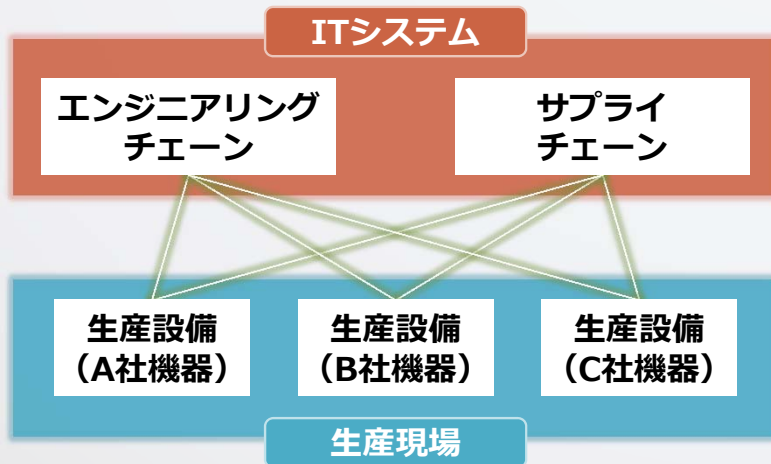 ITシステム
エンジニアリング
チェーン
サプライ
チェーン
生産設備
（A社機器）
生産設備
（B社機器）
生産設備
（C社機器）
生産現場